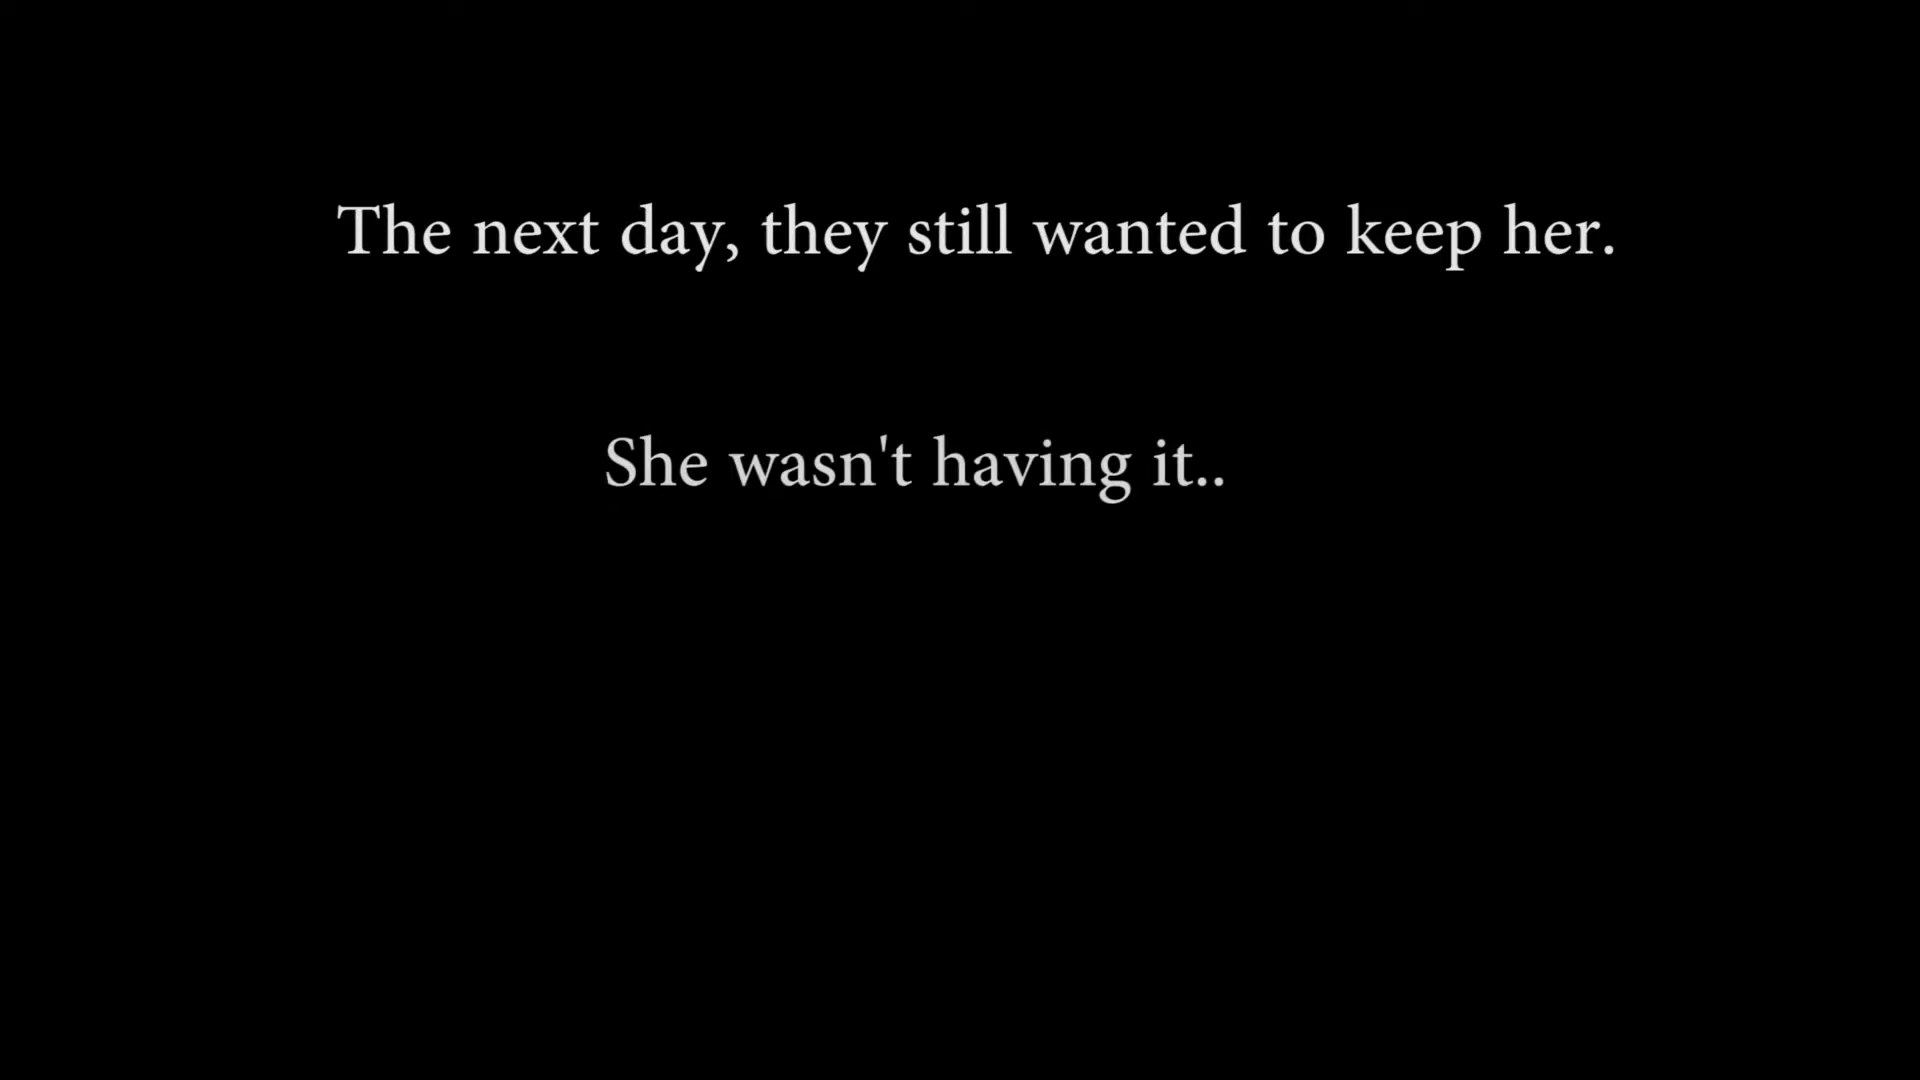 The next day, they still wanted to keep her.
She wasn't having it..